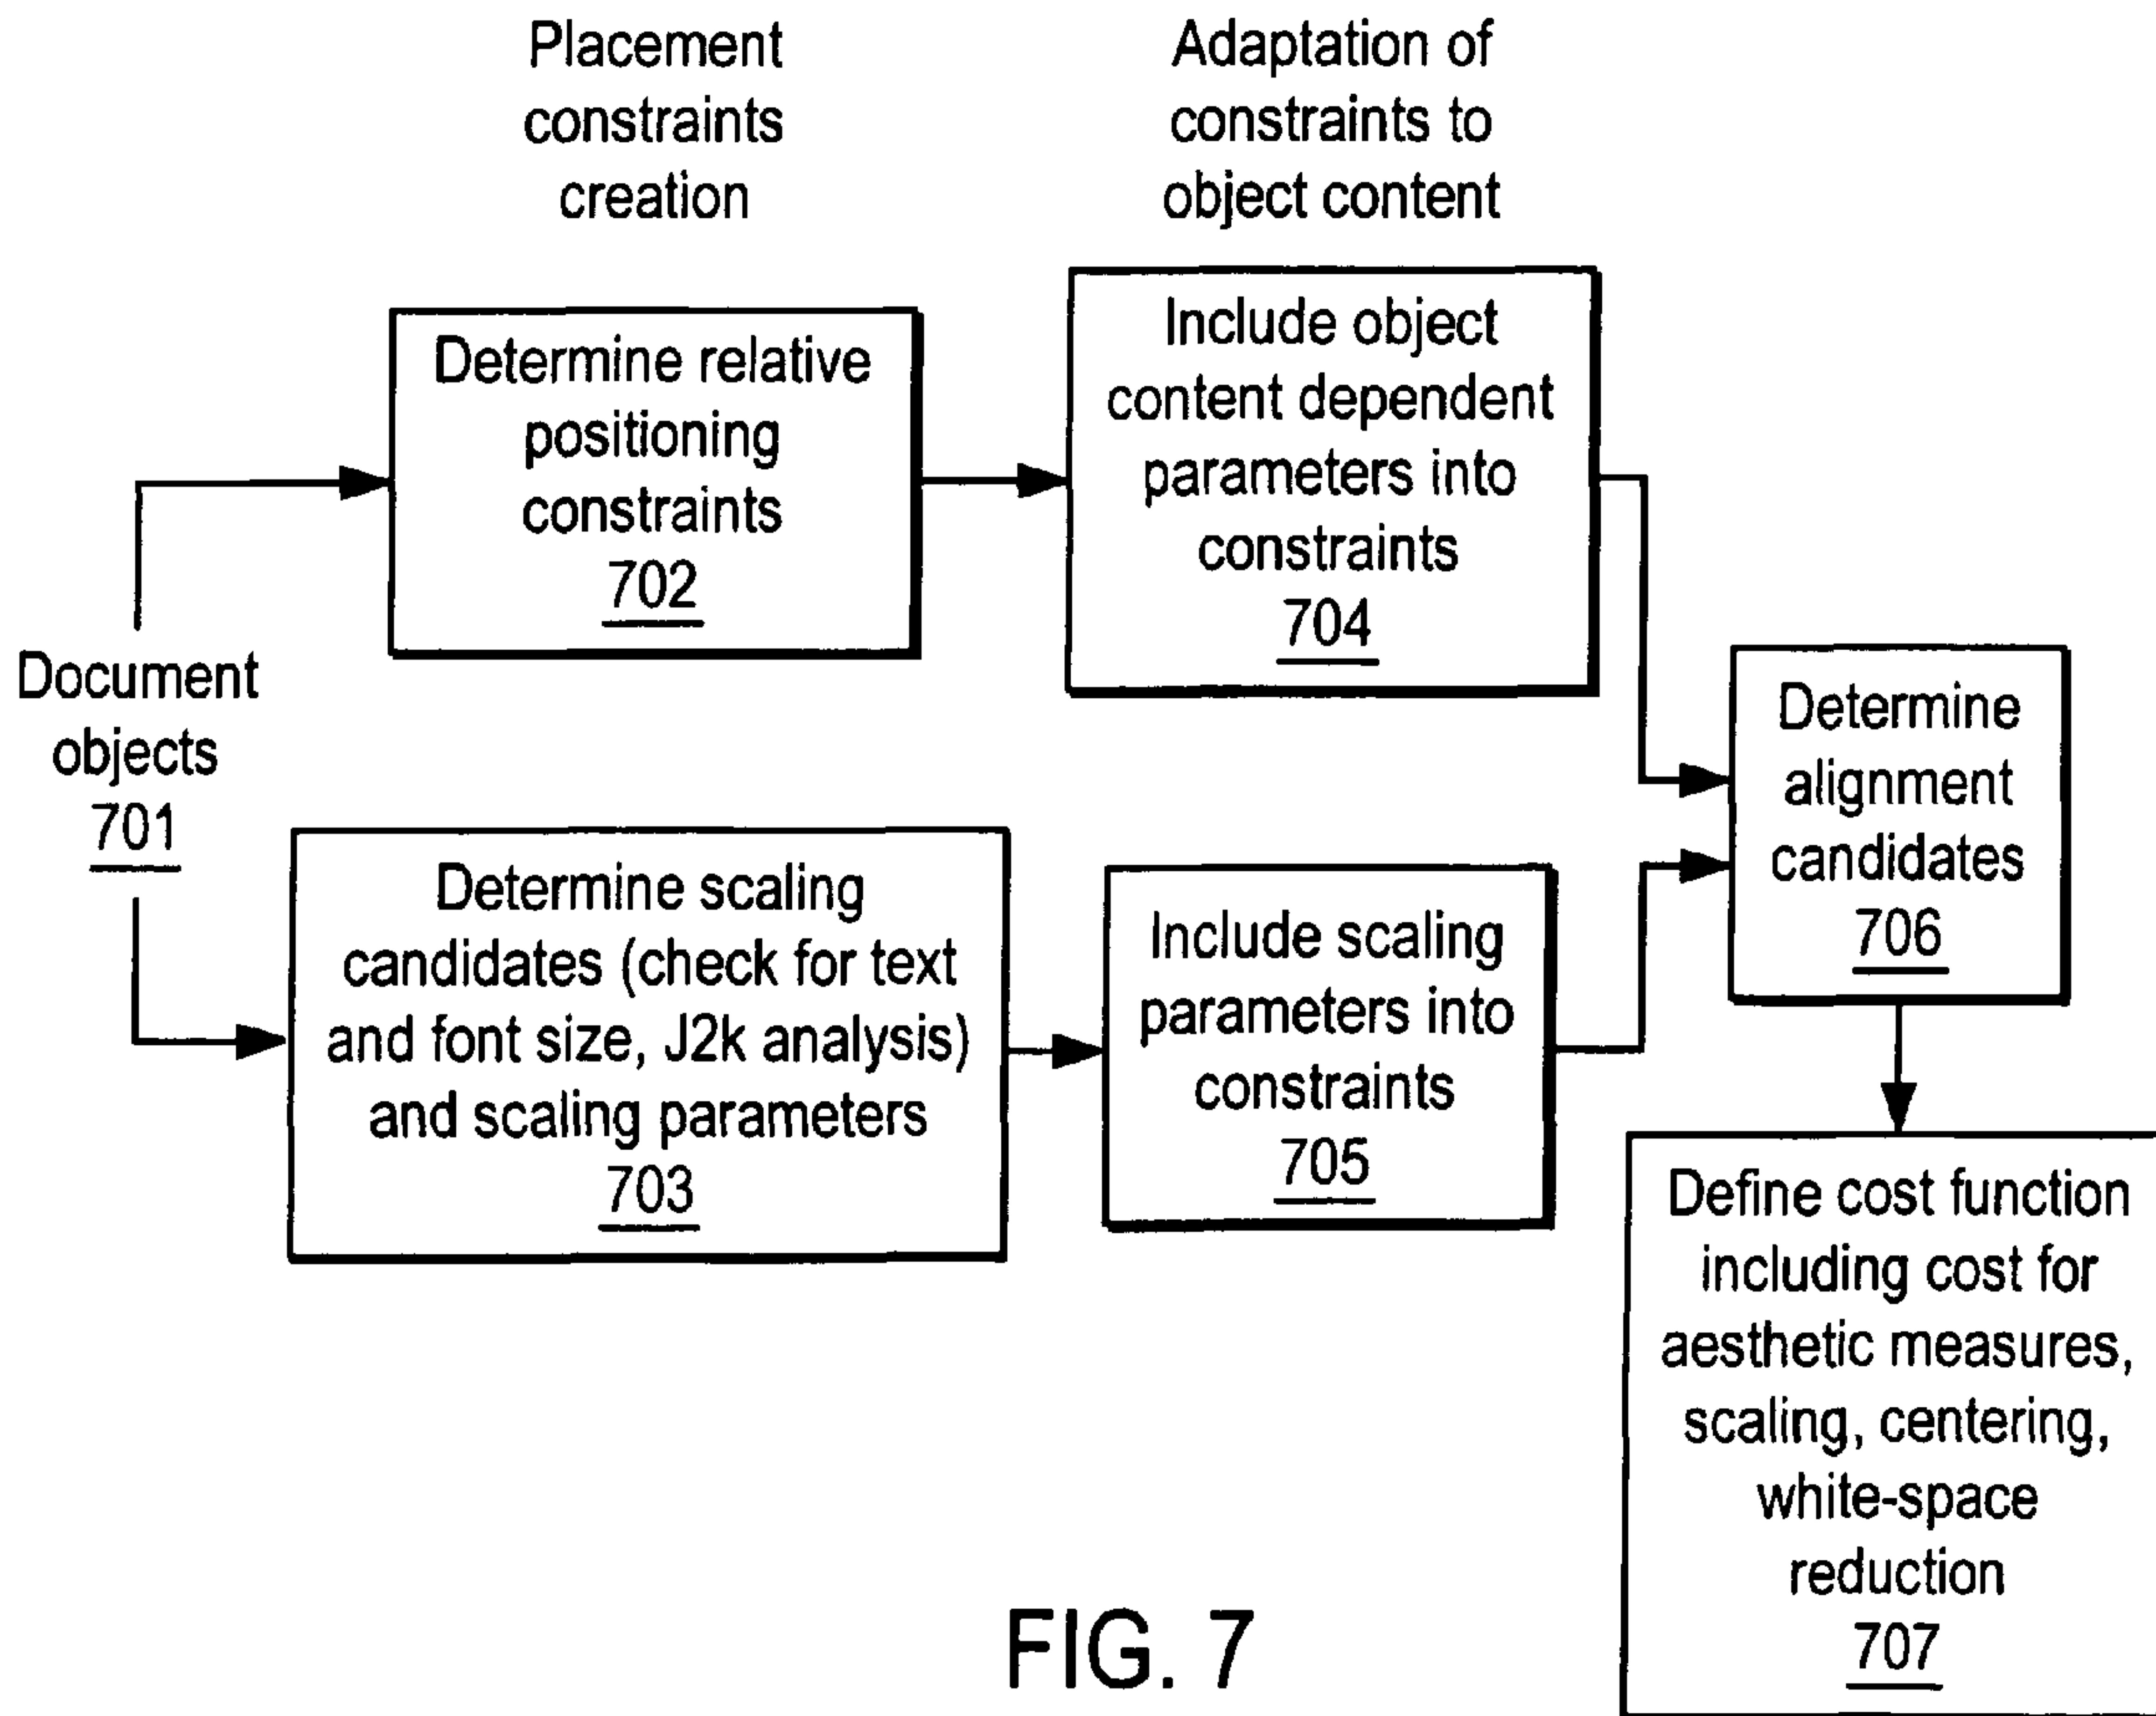 Placement
constraints
creation
Adaptation of
constraints to
object content
Determine relative
positioning
constraints
702
Include object
content dependent
parameters into
constraints
704
Document
objects
701
Determine scaling
candidates (check for text
and font size, J2k analysis)
and scaling parameters
703
Include scaling
parameters into
constraints
705
Determine
alignment
candidates
706
Define cost function
including cost for
aesthetic measures,
scaling, centering,
white-space
reduction
707
FIG. 7